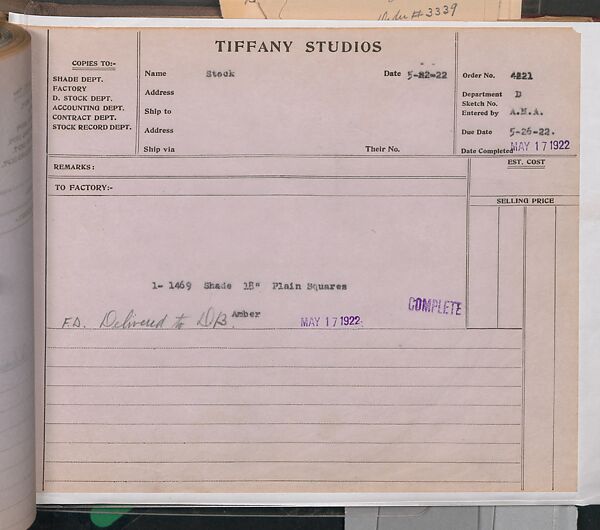 Order # 3339
TIFFANY STUDIOS
COPIES TO:-
SHADE DEPT.
FACTORY
D. STOCK DEPT.
ACCOUNTING DEPT.
CONTRACT DEPT.
STOCK RECORD DEPT.
Name Stock Date 5-22-22
Address
Ship to
Address
Ship via Their No.
Order No. 4221
Department D
Sketch No.
Entered by A.N.A.
Due Date 5-26-22.
Date Completed MAY 17 1922
REMARKS:
EST. COST
TO FACTORY:-
SELLING PRICE
1- 1469 Shade 18" Plain Squares
Amber
F.D. Delivered to D/B. MAY 17 1922
COMPLETE